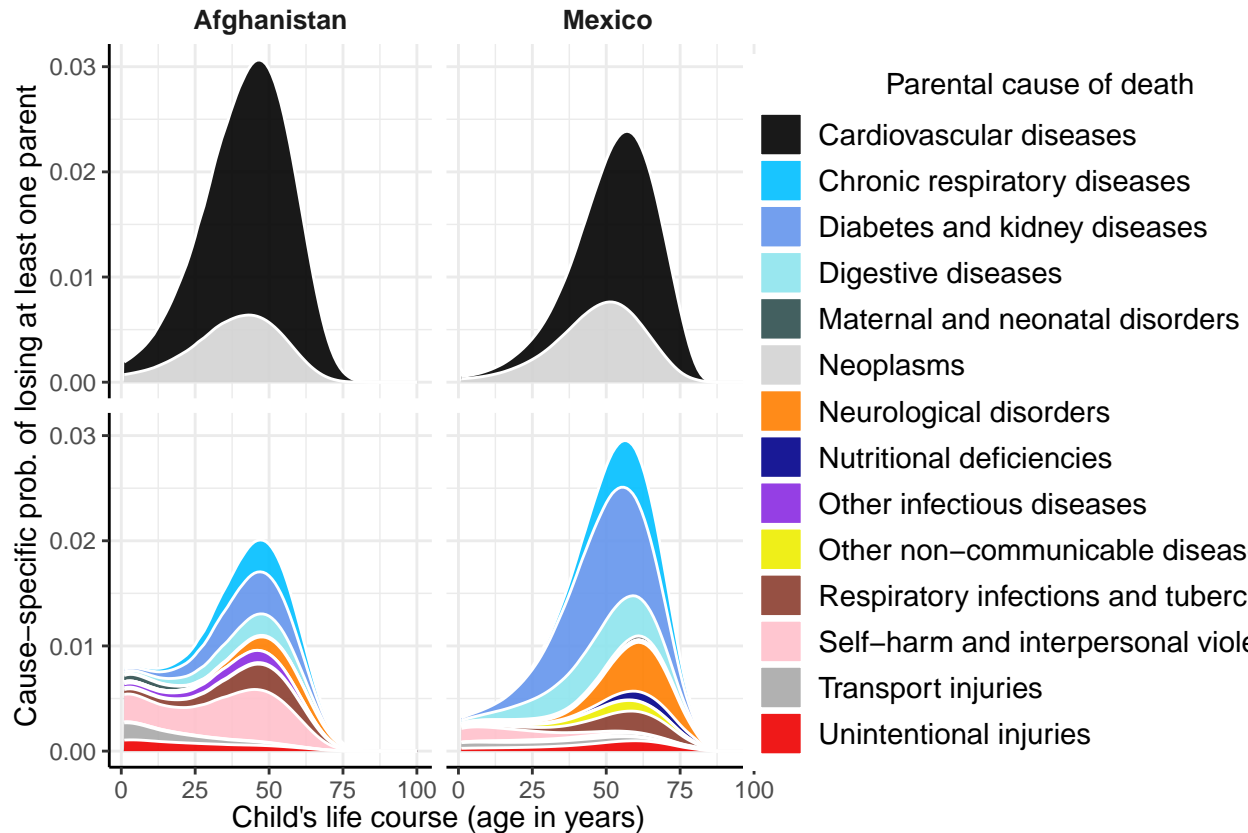 Afghanistan
Mexico
Cause−specific prob. of losing at least one parent
0.03
0.02
0.01
0.00
0.03
0.02
0.01
0.00
0 25 50 75 100
0 25 50 75 100
Child's life course (age in years)
Parental cause of death
Cardiovascular diseases
Chronic respiratory diseases
Diabetes and kidney diseases
Digestive diseases
Maternal and neonatal disorders
Neoplasms
Neurological disorders
Nutritional deficiencies
Other infectious diseases
Other non−communicable diseas
Respiratory infections and tuberc
Self−harm and interpersonal viole
Transport injuries
Unintentional injuries